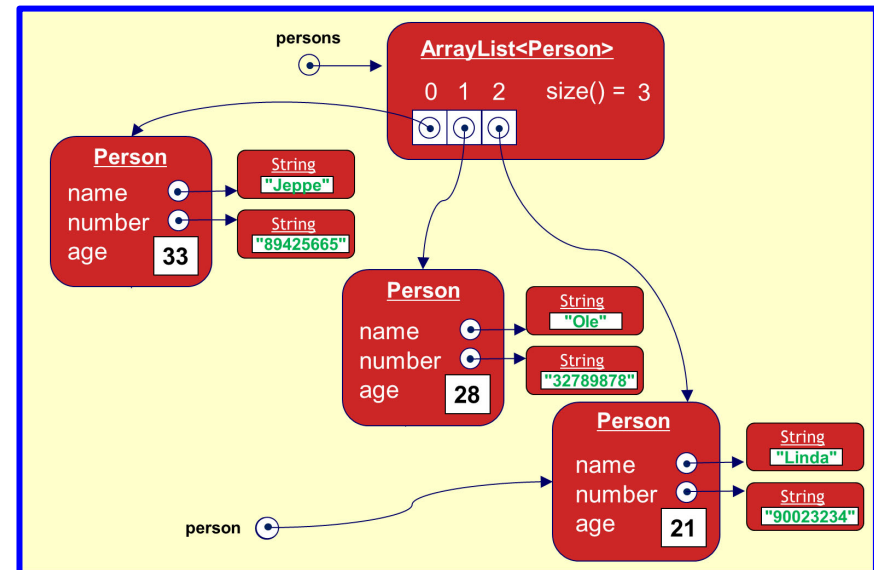 persons
ArrayList<Person>
0 1 2 size() = 3
Person
name
number
age 33
String
"Jeppe"
String
"89425665"
Person
name
number
age 28
String
"Ole"
String
"32789878"
Person
name
number
age 21
String
"Linda"
String
"90023234"
person